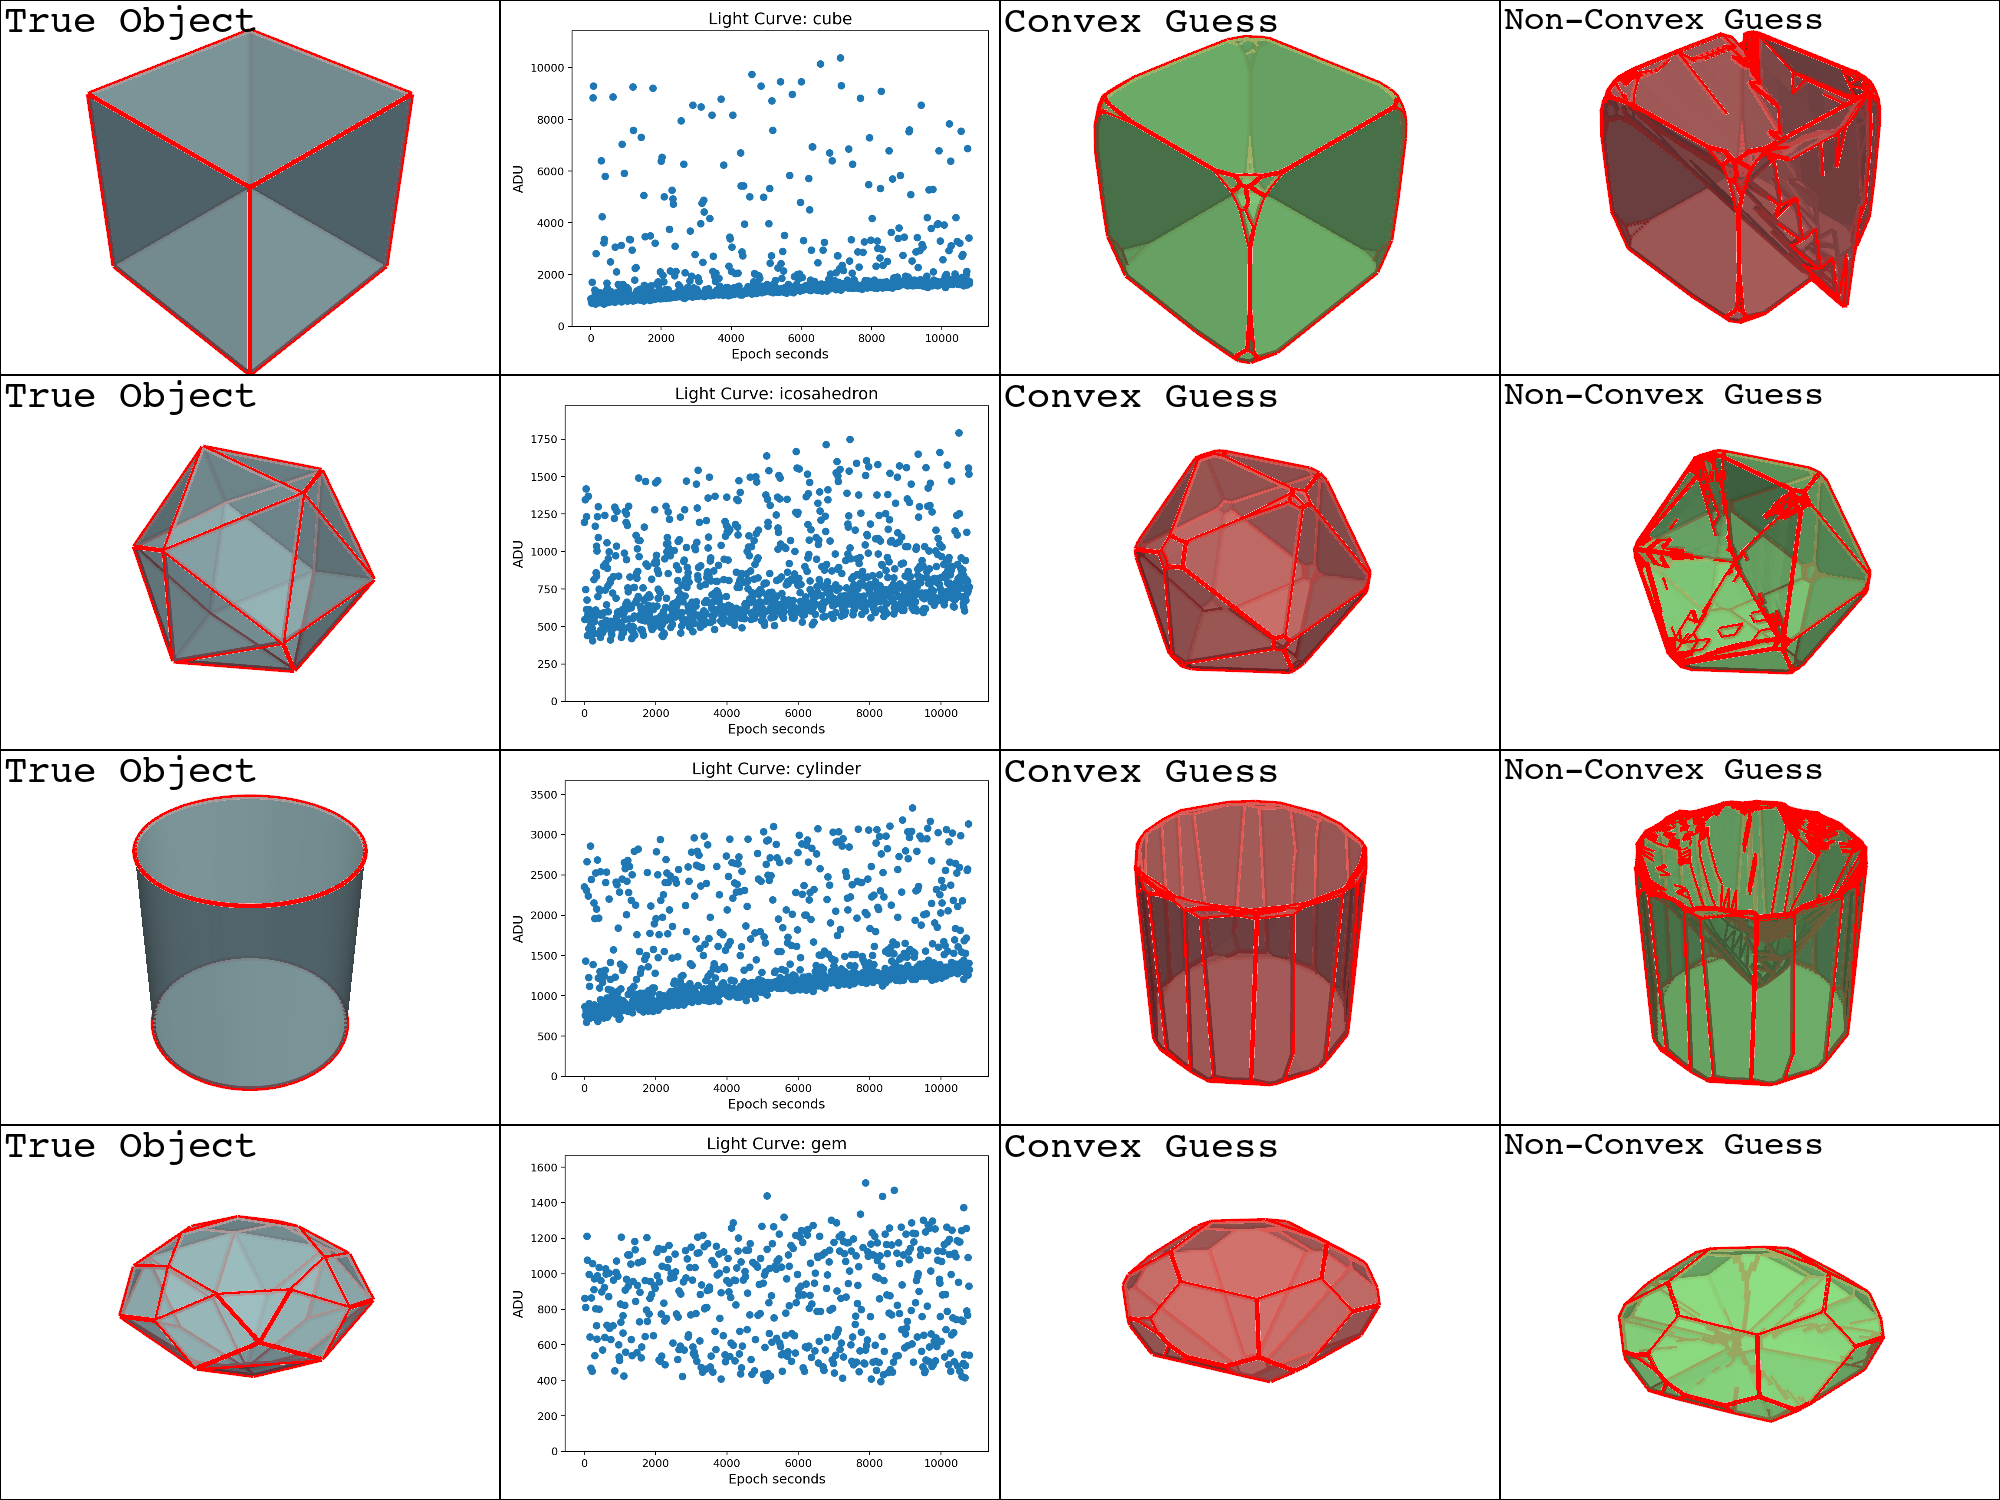 True Object
Light Curve: cube
10000
8000
6000
4000
2000
0
ADU
0 2000 4000 6000 8000 10000
Epoch seconds
Convex Guess
Non-Convex Guess
True Object
Light Curve: icosahedron
1750
1500
1250
1000
750
500
250
0
ADU
0 2000 4000 6000 8000 10000
Epoch seconds
Convex Guess
Non-Convex Guess
True Object
Light Curve: cylinder
3500
3000
2500
2000
1500
1000
500
0
ADU
0 2000 4000 6000 8000 10000
Epoch seconds
Convex Guess
Non-Convex Guess
True Object
Light Curve: gem
1600
1400
1200
1000
800
600
400
200
0
ADU
0 2000 4000 6000 8000 10000
Epoch seconds
Convex Guess
Non-Convex Guess